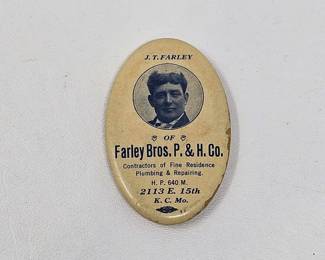 J.T. FARLEY
OF
Farley Bros. P. & H. Co.
Contractors of Fine Residence
Plumbing & Repairing.
H. P. 640 M.
2113 E. 15th
K. C. Mo.